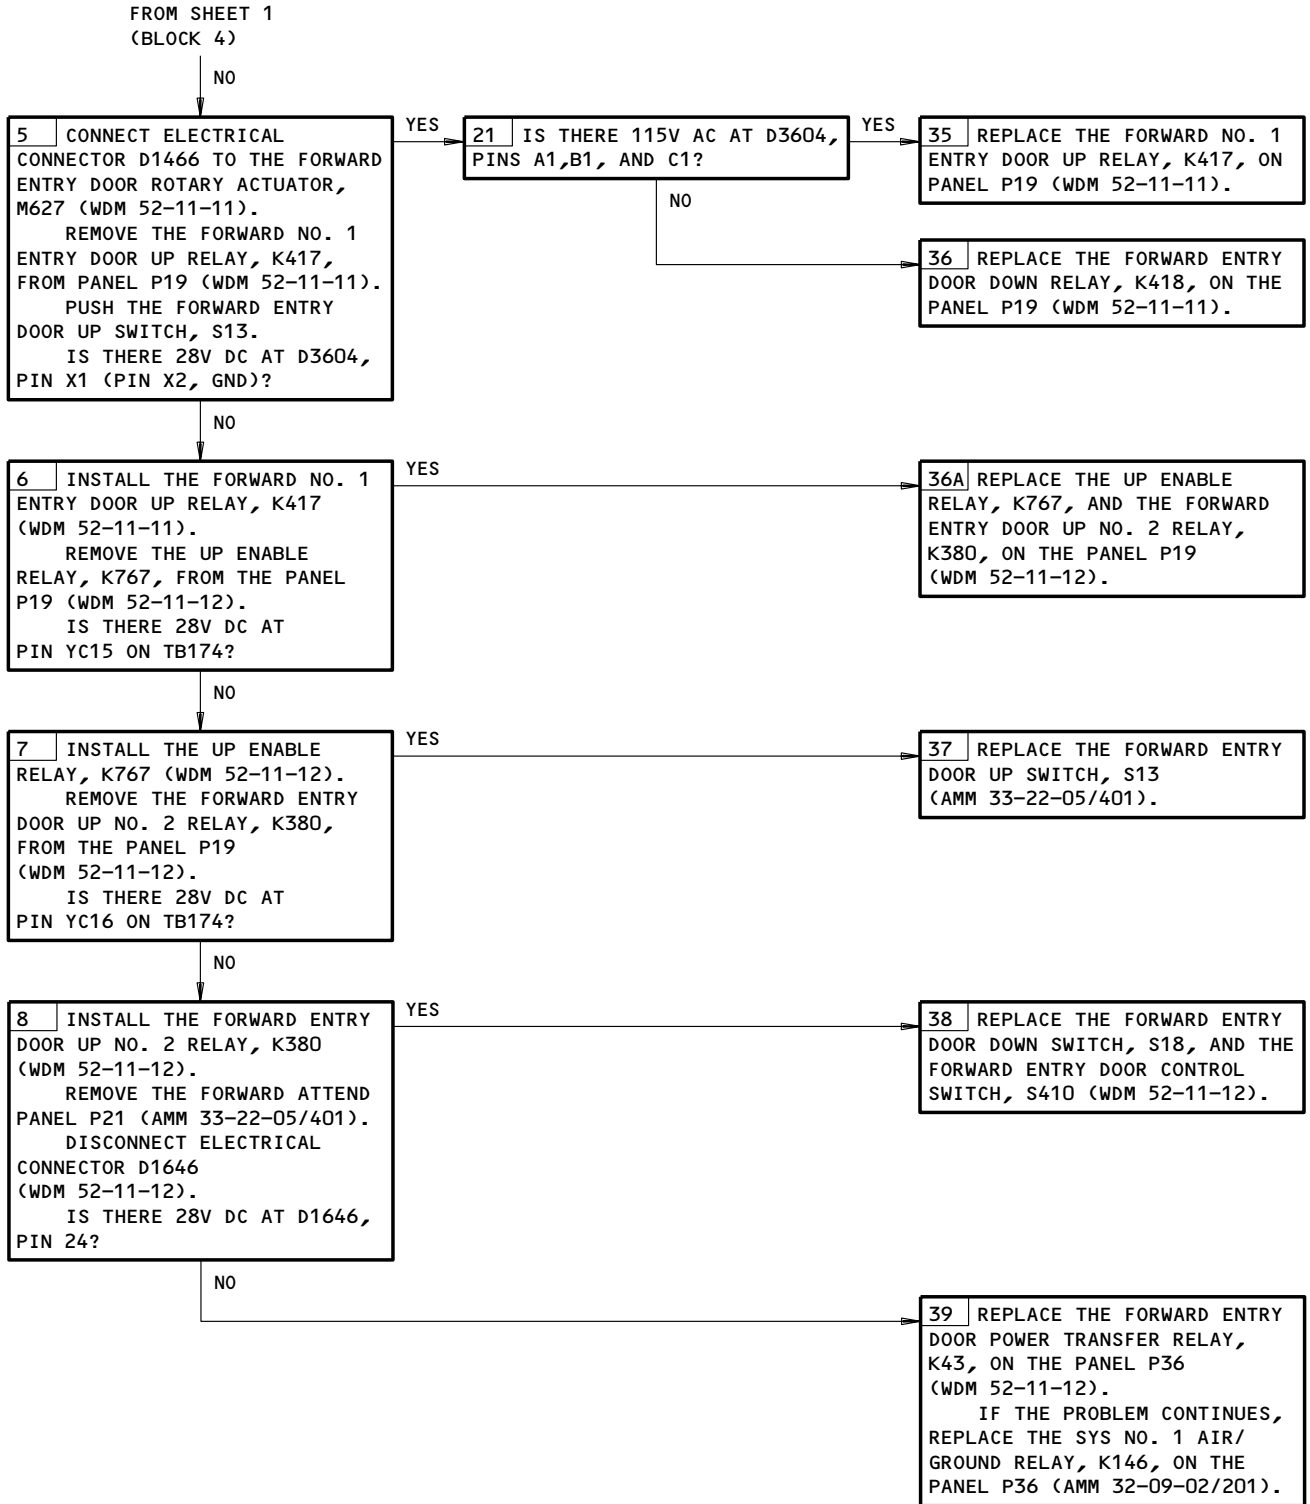 FROM SHEET 1
(BLOCK 4)
NO
5 CONNECT ELECTRICAL
CONNECTOR D1466 TO THE FORWARD
ENTRY DOOR ROTARY ACTUATOR,
M627 (WDM 52-11-11).
REMOVE THE FORWARD NO. 1
ENTRY DOOR UP RELAY, K417,
FROM PANEL P19 (WDM 52-11-11).
PUSH THE FORWARD ENTRY
DOOR UP SWITCH, S13.
IS THERE 28V DC AT D3604,
PIN X1 (PIN X2, GND)?
YES
21 IS THERE 115V AC AT D3604,
PINS A1,B1, AND C1?
YES
35 REPLACE THE FORWARD NO. 1
ENTRY DOOR UP RELAY, K417, ON
PANEL P19 (WDM 52-11-11).
NO
36 REPLACE THE FORWARD ENTRY
DOOR DOWN RELAY, K418, ON THE
PANEL P19 (WDM 52-11-11).
NO
6 INSTALL THE FORWARD NO. 1
ENTRY DOOR UP RELAY, K417
(WDM 52-11-11).
REMOVE THE UP ENABLE
RELAY, K767, FROM THE PANEL
P19 (WDM 52-11-12).
IS THERE 28V DC AT
PIN YC15 ON TB174?
YES
36A REPLACE THE UP ENABLE
RELAY, K767, AND THE FORWARD
ENTRY DOOR UP NO. 2 RELAY,
K380, ON THE PANEL P19
(WDM 52-11-12).
NO
7 INSTALL THE UP ENABLE
RELAY, K767 (WDM 52-11-12).
REMOVE THE FORWARD ENTRY
DOOR UP NO. 2 RELAY, K380,
FROM THE PANEL P19
(WDM 52-11-12).
IS THERE 28V DC AT
PIN YC16 ON TB174?
YES
37 REPLACE THE FORWARD ENTRY
DOOR UP SWITCH, S13
(AMM 33-22-05/401).
NO
8 INSTALL THE FORWARD ENTRY
DOOR UP NO. 2 RELAY, K380
(WDM 52-11-12).
REMOVE THE FORWARD ATTEND
PANEL P21 (AMM 33-22-05/401).
DISCONNECT ELECTRICAL
CONNECTOR D1646
(WDM 52-11-12).
IS THERE 28V DC AT D1646,
PIN 24?
YES
38 REPLACE THE FORWARD ENTRY
DOOR DOWN SWITCH, S18, AND THE
FORWARD ENTRY DOOR CONTROL
SWITCH, S410 (WDM 52-11-12).
NO
39 REPLACE THE FORWARD ENTRY
DOOR POWER TRANSFER RELAY,
K43, ON THE PANEL P36
(WDM 52-11-12).
IF THE PROBLEM CONTINUES,
REPLACE THE SYS NO. 1 AIR/
GROUND RELAY, K146, ON THE
PANEL P36 (AMM 32-09-02/201).